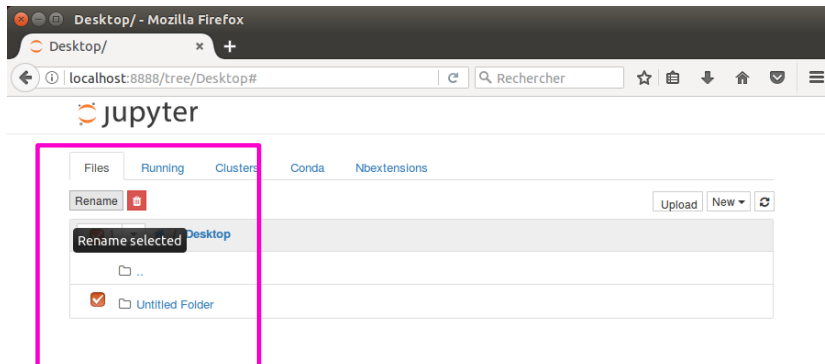 Desktop/ - Mozilla Firefox
Desktop/ × +
localhost:8888/tree/Desktop# Rechercher
jupyter
Files Running Clusters Conda Nbextensions
Rename Upload New
Desktop
Rename selected
..
Untitled Folder